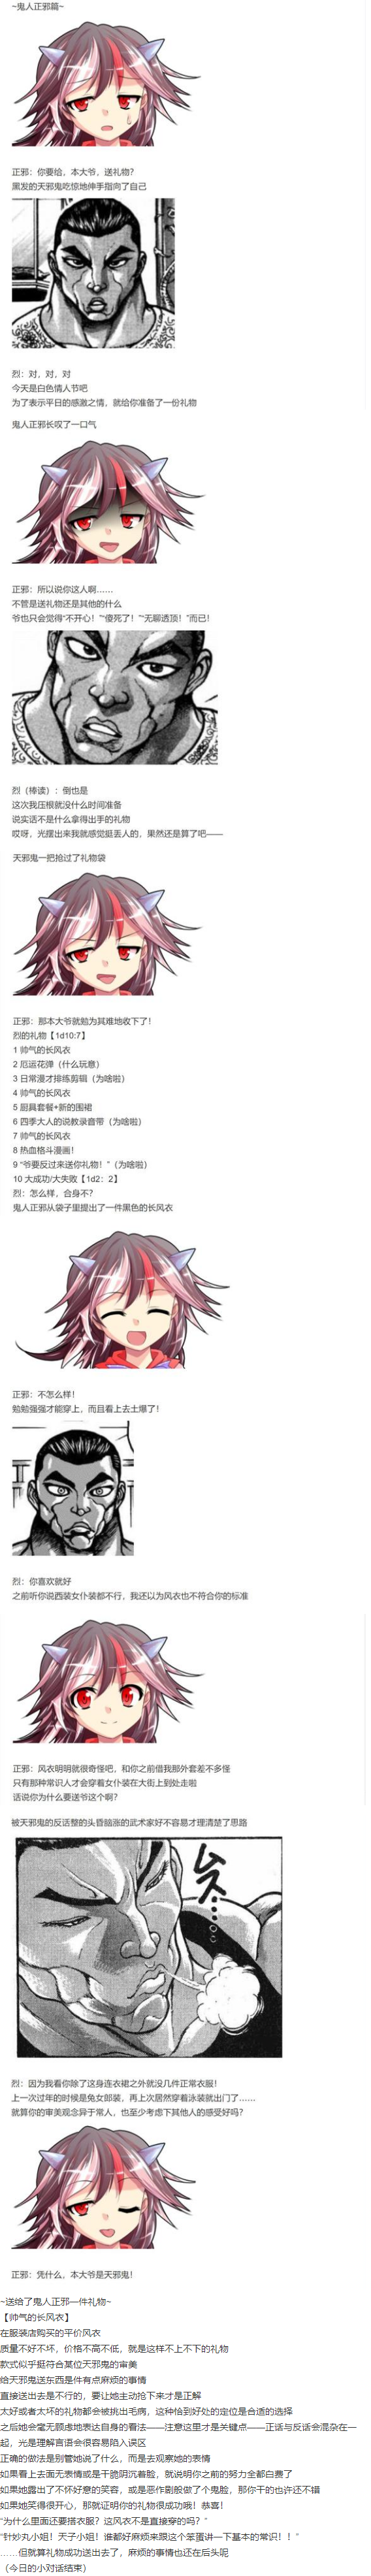 ~鬼人正邪篇~
正邪：你要给，本大爷，送礼物？
黑发的天邪鬼吃惊地伸手指向了自己
烈：对，对，对
今天是白色情人节吧
为了表示平日的感激之情，就给你准备了一份礼物
鬼人正邪长叹了一口气
正邪：所以说你这人啊……
不管是送礼物还是其他的什么
爷也只会觉得“不开心！”“傻死了！”“无聊透顶！”而已！
烈（棒读）：倒也是
这次我压根就没什么时间准备
说实话不是什么拿得出手的礼物
哎呀，光摆出来我就感觉挺丢人的，果然还是算了吧——
天邪鬼一把抢过了礼物袋
正邪：那本大爷就勉为其难地收下了！
烈的礼物【1d10:7】
1 帅气的长风衣
2 厄运花弹（什么玩意）
3 日常漫才排练剪辑（为啥啦）
4 帅气的长风衣
5 厨具套餐+新的围裙
6 四季大人的说教录音带（为啥啦）
7 帅气的长风衣
8 热血格斗漫画！
9 “爷要反过来送你礼物！”（为啥啦）
10 大成功/大失败【1d2：2】
烈：怎么样，合身不？
鬼人正邪从袋子里提出了一件黑色的长风衣
正邪：不怎么样！
勉勉强强才能穿上，而且看上去土爆了！
烈：你喜欢就好
之前听你说西装女仆装都不行，我还以为风衣也不符合你的标准
正邪：风衣明明就很奇怪吧，和你之前借我那外套差不多怪
只有那种常识人才会穿着女仆装在大街上到处走啦
话说你为什么要送爷这个啊？
被天邪鬼的反话整的头昏脑涨的武术家好不容易才理清楚了思路
ムス……
烈：因为我看你除了这身连衣裙之外就没几件正常衣服！
上一次过年的时候是兔女郎装，再上次居然穿着泳装就出门了……
就算你的审美观念异于常人，也至少考虑下其他人的感受好吗？
正邪：凭什么，本大爷是天邪鬼！
~送给了鬼人正邪一件礼物~
【帅气的长风衣】
在服装店购买的平价风衣
质量不好不坏，价格不高不低，就是这样不上不下的礼物
款式似乎挺符合某位天邪鬼的审美
给天邪鬼送东西是件有点麻烦的事情
直接送出去是不行的，要让她主动抢下来才是正解
太好或者太坏的礼物都会被挑出毛病，这种恰到好处的定位是合适的选择
之后她会毫无顾虑地表达自身的看法——注意这里才是关键点——正话与反话会混杂在一
起，光是理解言语会很容易陷入误区
正确的做法是别管她说了什么，而是去观察她的表情
如果看上去面无表情或是干脆阴沉着脸，就说明你之前的努力全都白费了
如果她露出了不怀好意的笑容，或是恶作剧般做了个鬼脸，那你干的也许还不错
如果她笑得很开心，那就证明你的礼物很成功哦！恭喜！
“为什么里面还要搭衣服？这风衣不是直接穿的吗？”
“针妙丸小姐！天子小姐！谁都好麻烦来跟这个笨蛋讲一下基本的常识！！”
……但就算礼物成功送出去了，麻烦的事情也还在后头呢
（今日的小对话结束）